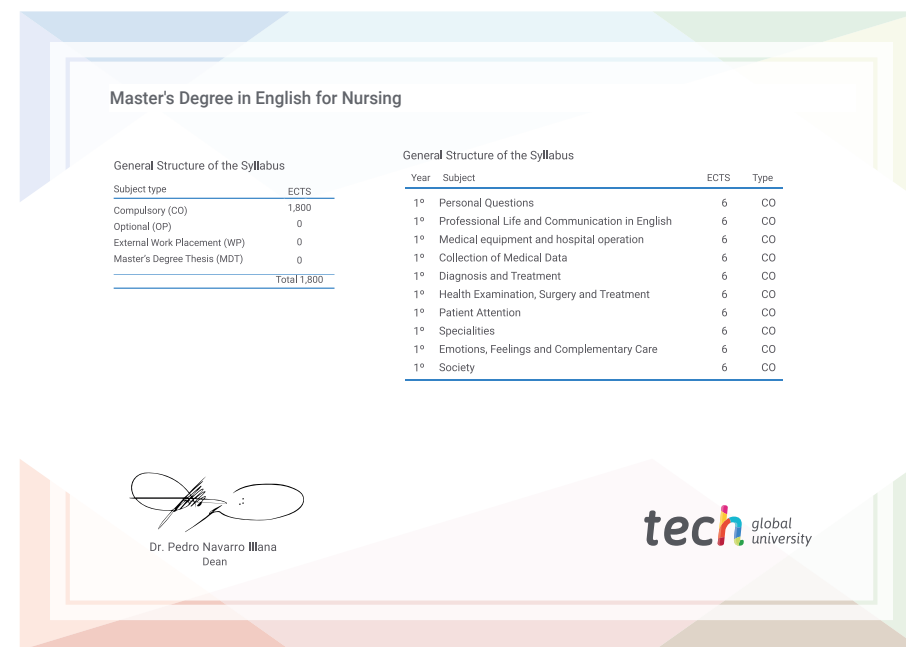 Master's Degree in English for Nursing
General Structure of the Syllabus
Subject type ECTS
Compulsory (CO) 1,800
Optional (OP) 0
External Work Placement (WP) 0
Master's Degree Thesis (MDT) 0
Total 1,800
General Structure of the Syllabus
Year Subject ECTS Type
1º Personal Questions 6 CO
1º Professional Life and Communication in English 6 CO
1º Medical equipment and hospital operation 6 CO
1º Collection of Medical Data 6 CO
1º Diagnosis and Treatment 6 CO
1º Health Examination, Surgery and Treatment 6 CO
1º Patient Attention 6 CO
1º Specialities 6 CO
1º Emotions, Feelings and Complementary Care 6 CO
1º Society 6 CO
Dr. Pedro Navarro Illana
Dean
tech global
university